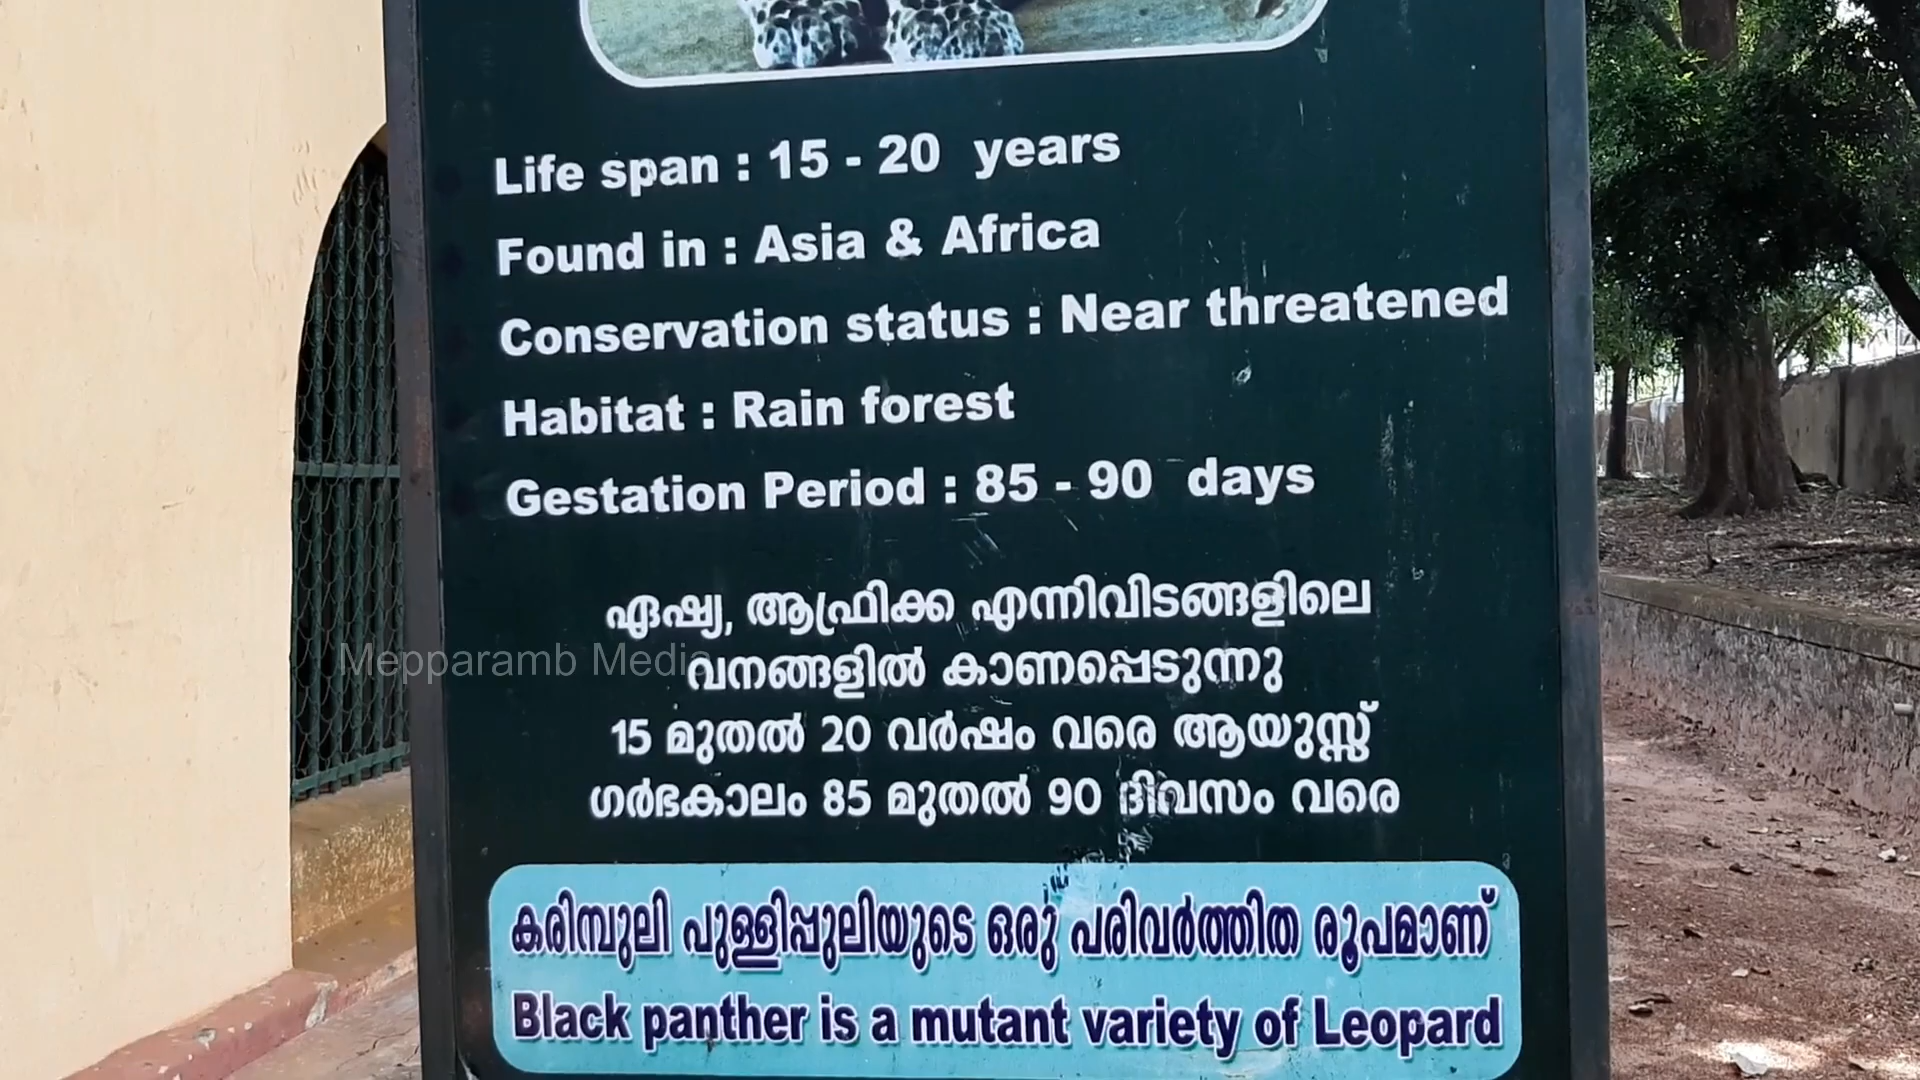 Life span : 15 - 20 years
Found in : Asia & Africa
Conservation status : Near threatened
Habitat : Rain forest
Gestation Period : 85 - 90 days
ഏഷ്യ, ആഫ്രിക്ക എന്നിവിടങ്ങളിലെ
Mepparamb Media
വനങ്ങളിൽ കാണപ്പെടുന്നു
15 മുതൽ 20 വർഷം വരെ ആയുസ്സ്
ഗർഭകാലം 85 മുതൽ 90 ദിവസം വരെ
കരിമ്പുലി പുള്ളിപ്പുലിയുടെ ഒരു പരിവർത്തിത രൂപമാണ്
Black panther is a mutant variety of Leopard